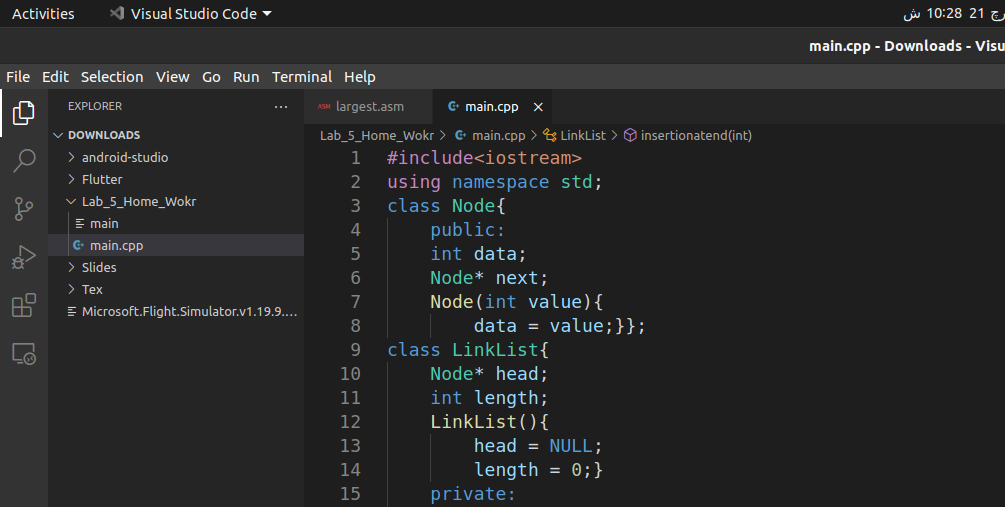 Activities Visual Studio Code ش 10:28 21
main.cpp - Downloads - Visu
File Edit Selection View Go Run Terminal Help
EXPLORER ... ASM largest.asm main.cpp ×
DOWNLOADS Lab_5_Home_Wokr > main.cpp > LinkList > insertionatend(int)
android-studio
Flutter
Lab_5_Home_Wokr
main
main.cpp
Slides
Tex
Microsoft.Flight.Simulator.v1.19.9....
1 #include<iostream>
2 using namespace std;
3 class Node{
4 public:
5 int data;
6 Node* next;
7 Node(int value){
8 data = value;}};
9 class LinkList{
10 Node* head;
11 int length;
12 LinkList(){
13 head = NULL;
14 length = 0;}
15 private: